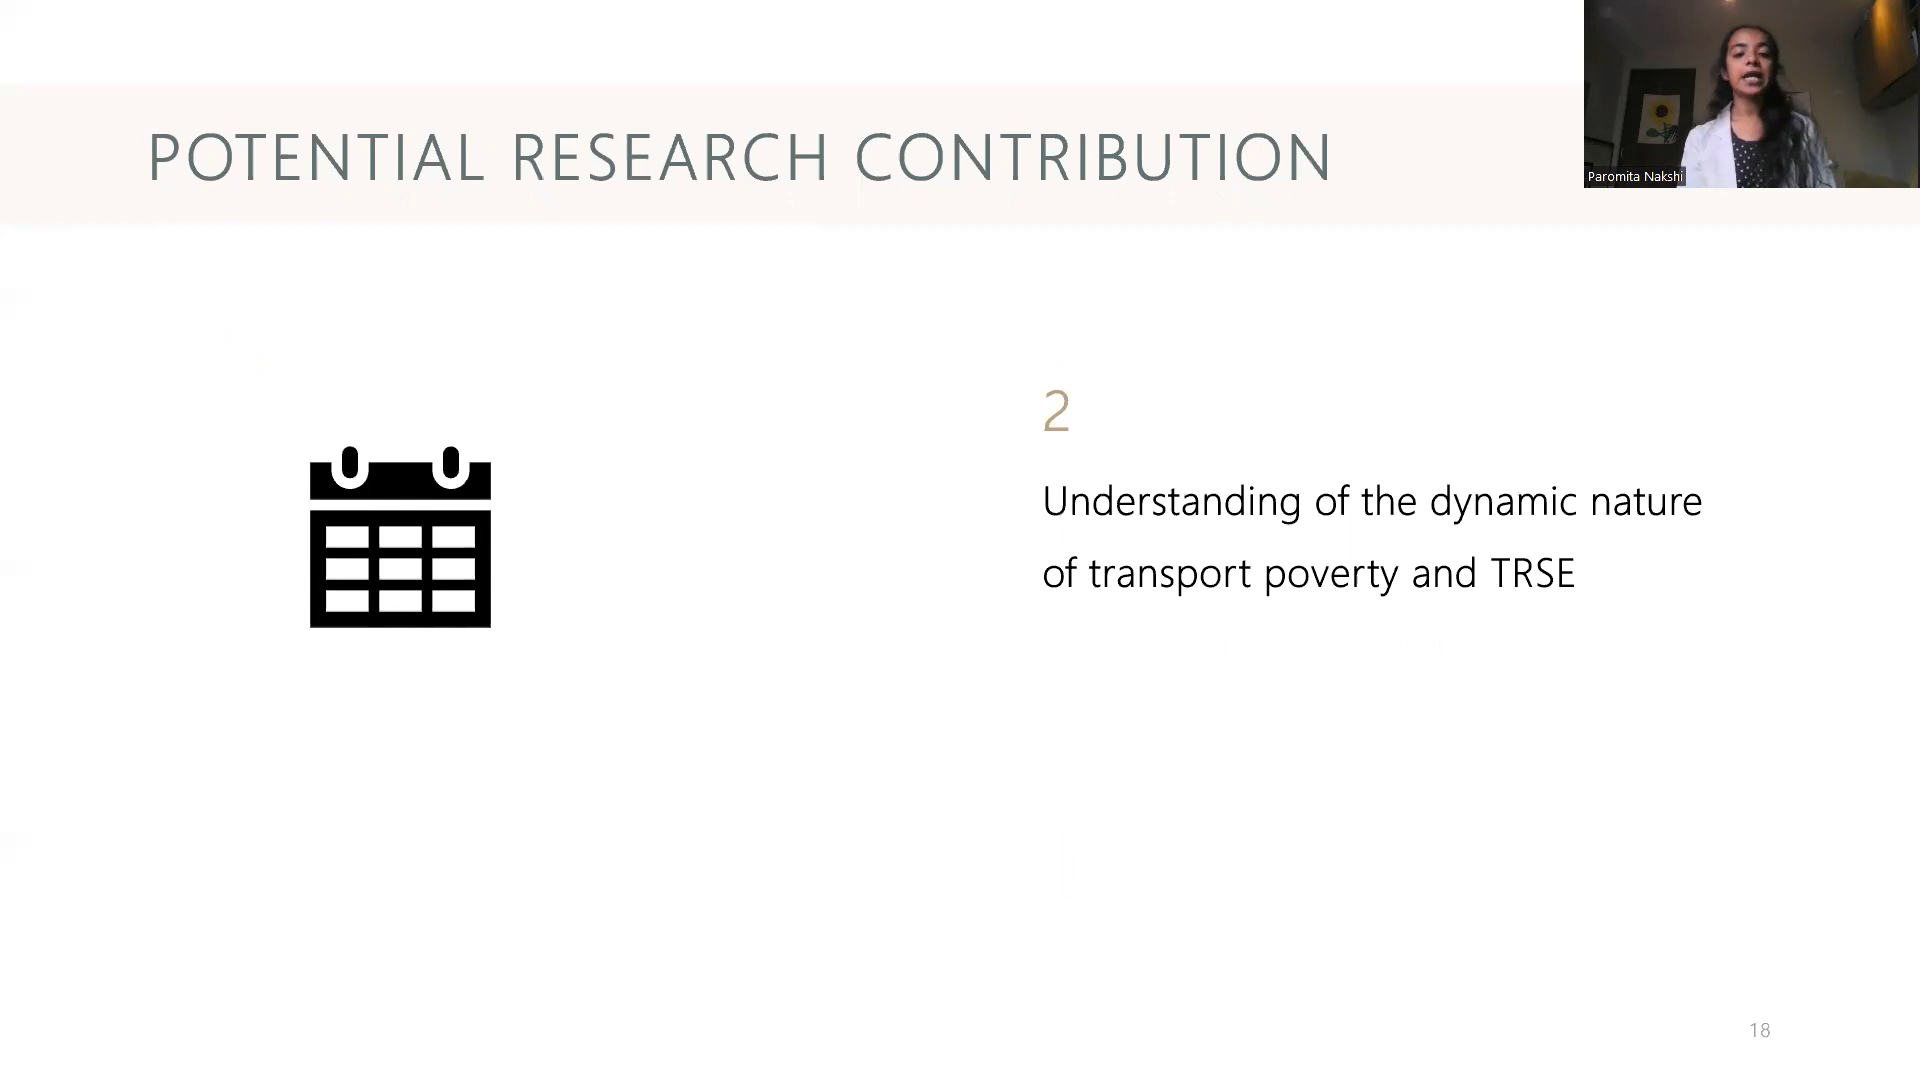 POTENTIAL RESEARCH CONTRIBUTION
Paromita Nakshi
2
Understanding of the dynamic nature
of transport poverty and TRSE
18